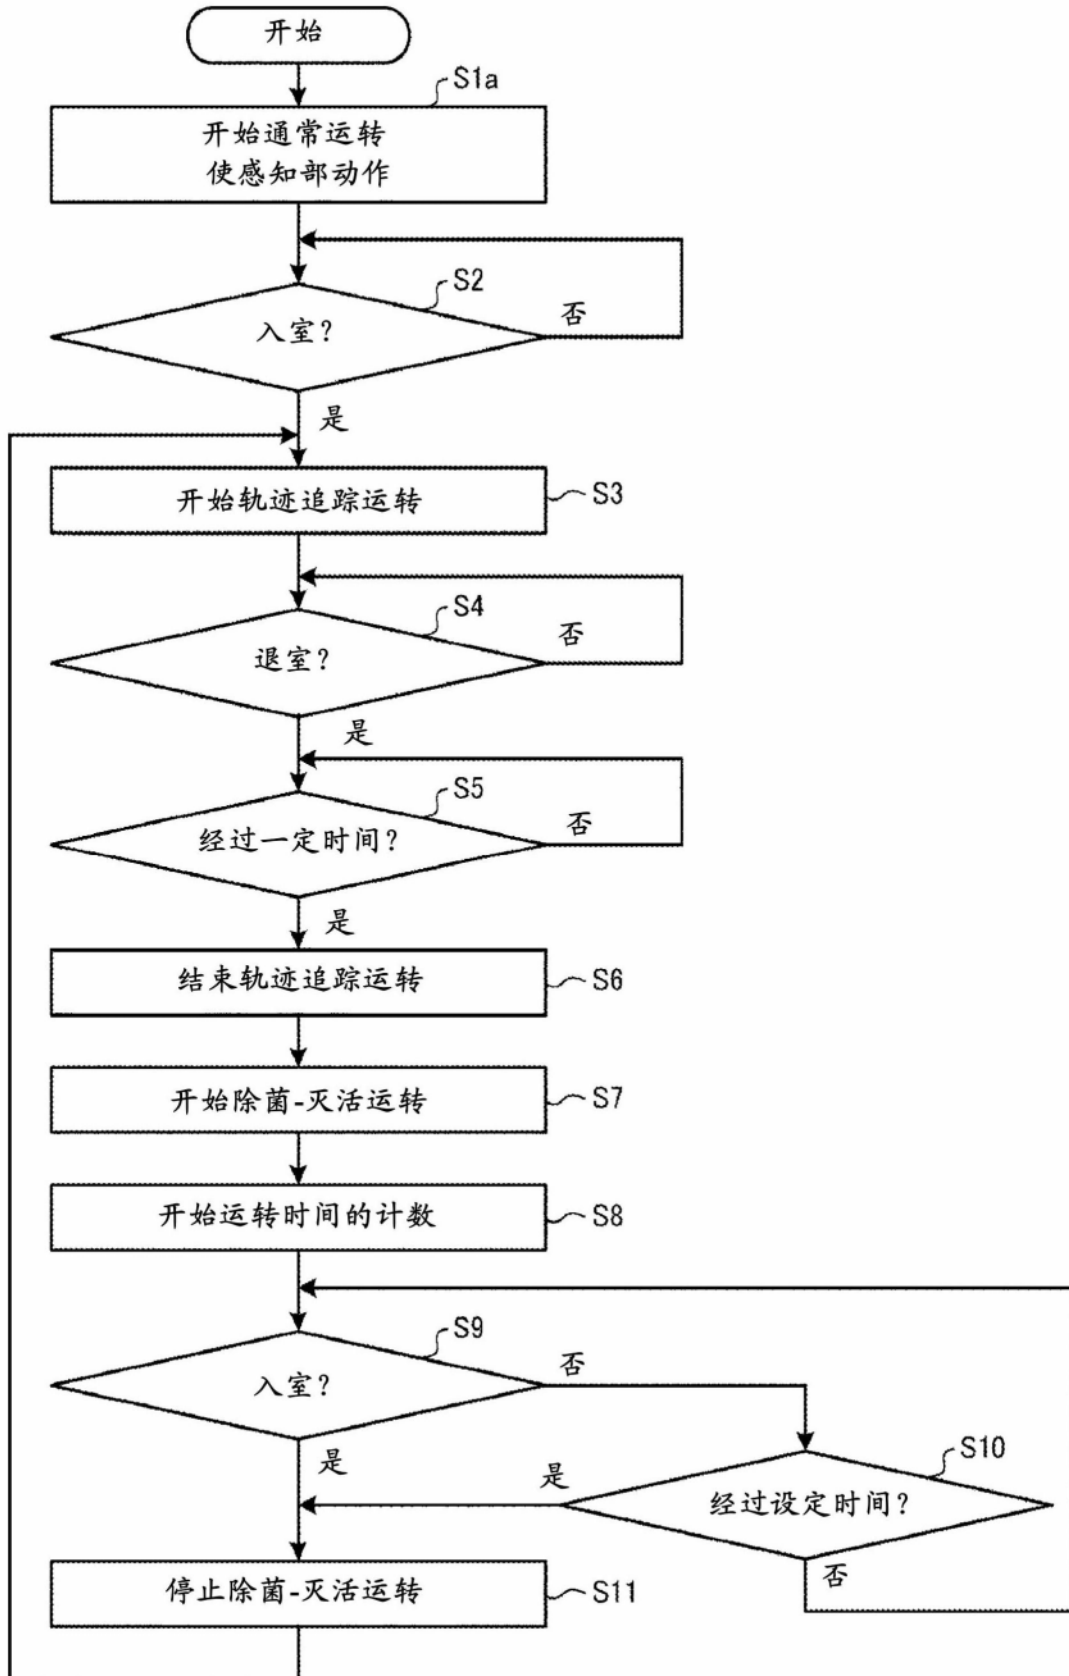 开始
S1a
开始通常运转
使感知部动作
S2
入室?
否
是
开始轨迹追踪运转
S3
S4
退室?
否
是
S5
经过一定时间?
否
是
结束轨迹追踪运转
S6
开始除菌-灭活运转
S7
开始运转时间的计数
S8
S9
入室?
否
是
S10
是
经过设定时间?
否
停止除菌-灭活运转
S11